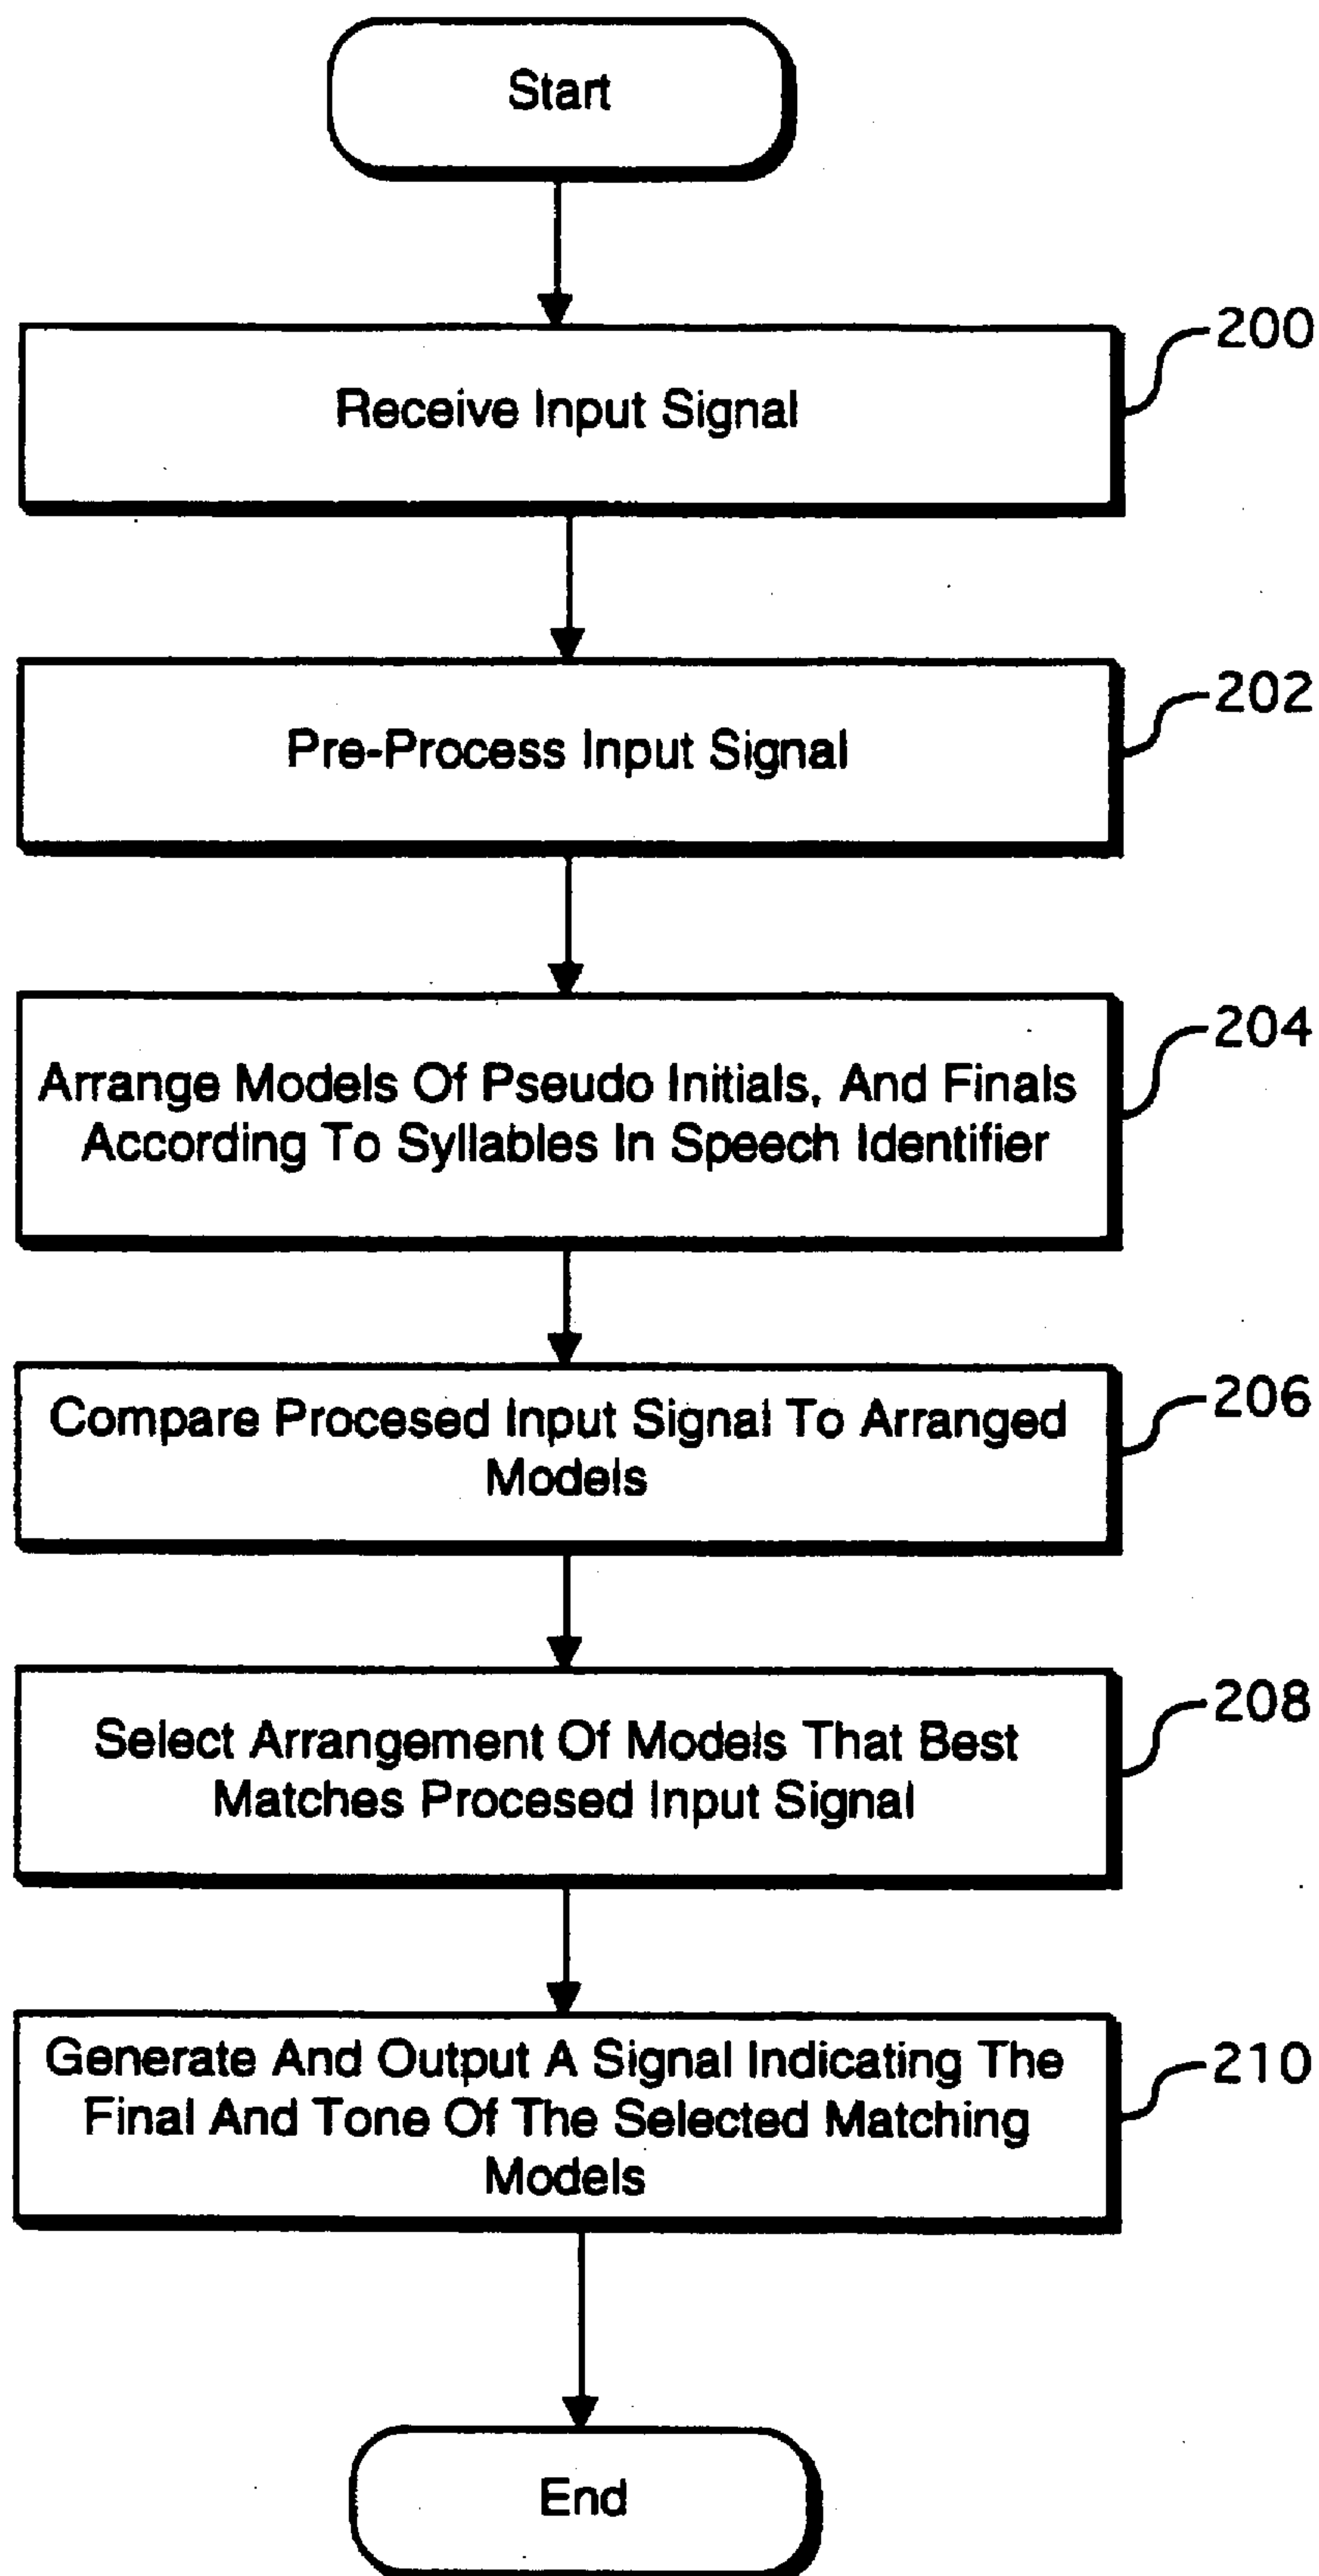 Start
200
Receive Input Signal
202
Pre-Process Input Signal
204
Arrange Models Of Pseudo Initials, And Finals
According To Syllables In Speech Identifier
206
Compare Procesed Input Signal To Arranged
Models
208
Select Arrangement Of Models That Best
Matches Procesed Input Signal
210
Generate And Output A Signal Indicating The
Final And Tone Of The Selected Matching
Models
End